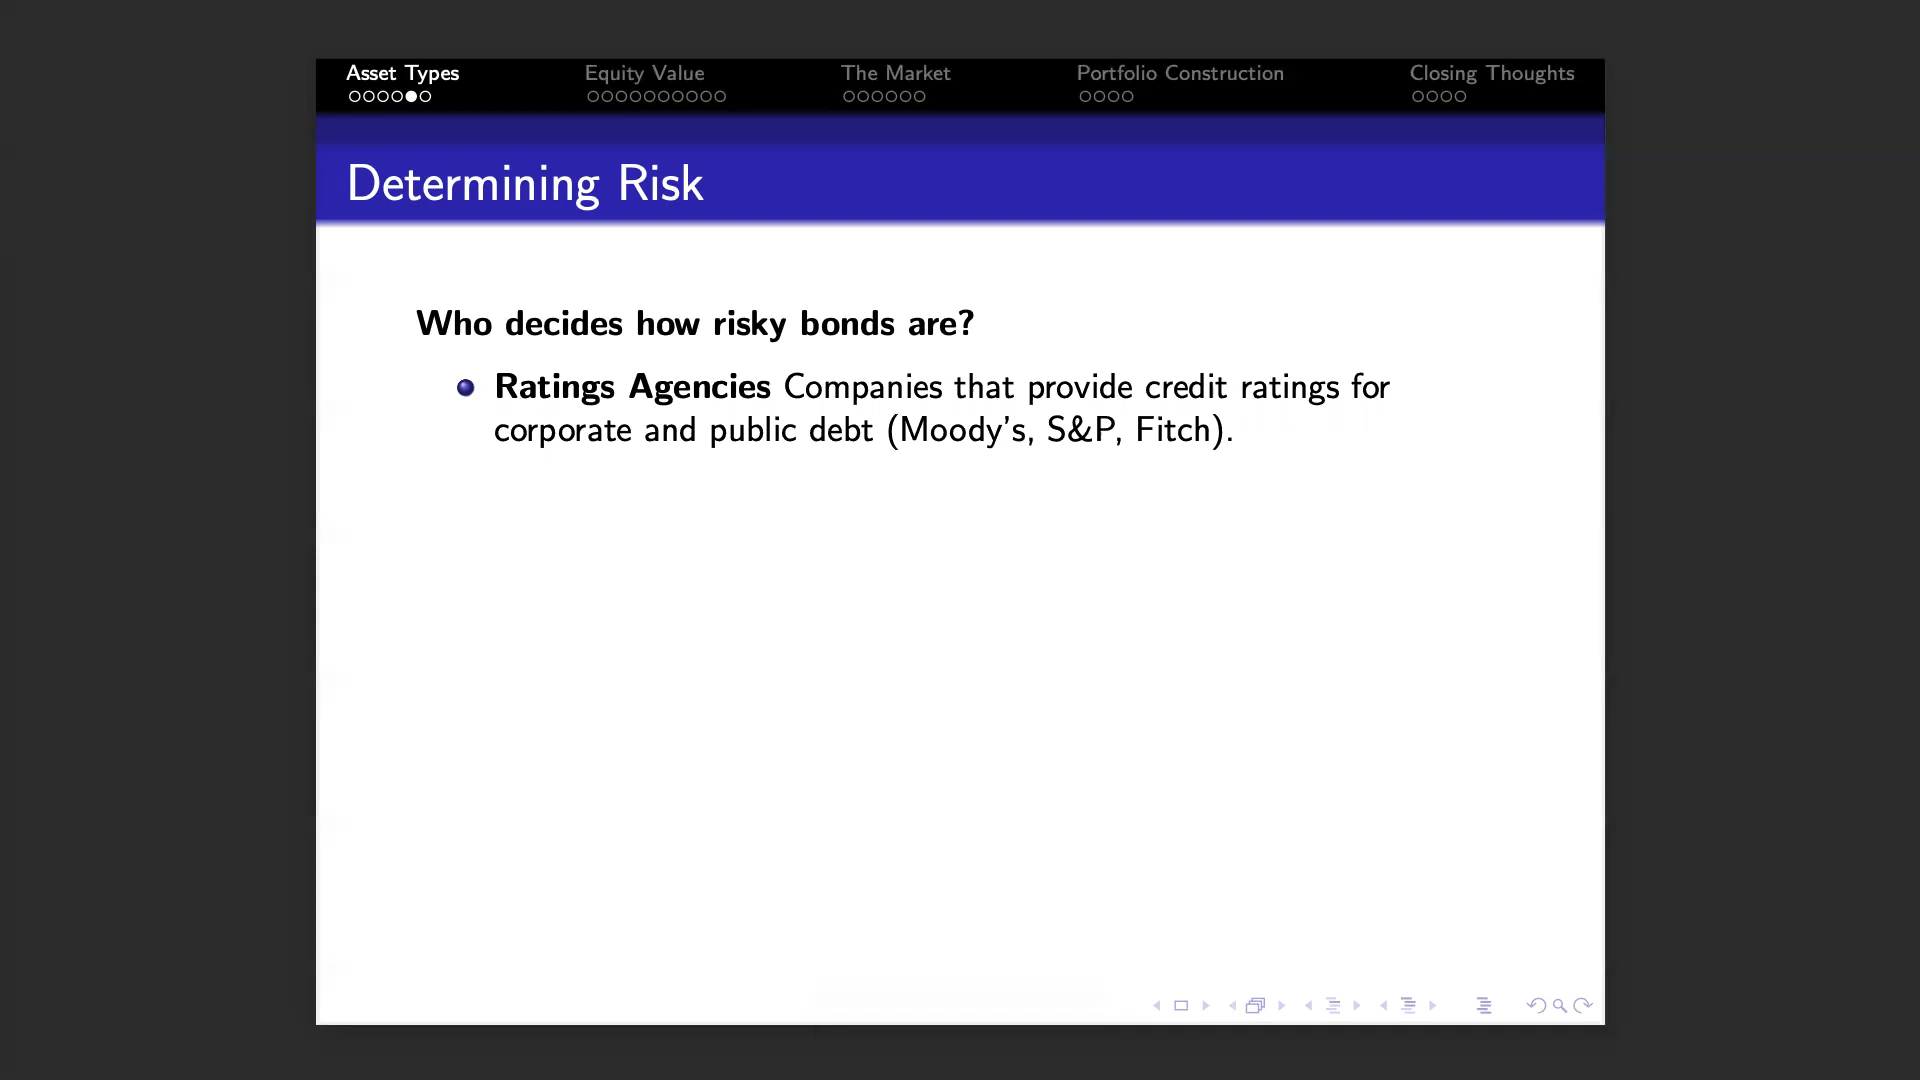 Asset Types Equity Value The Market Portfolio Construction Closing Thoughts
Determining Risk
Who decides how risky bonds are?
Ratings Agencies Companies that provide credit ratings for
corporate and public debt (Moody's, S&P, Fitch).